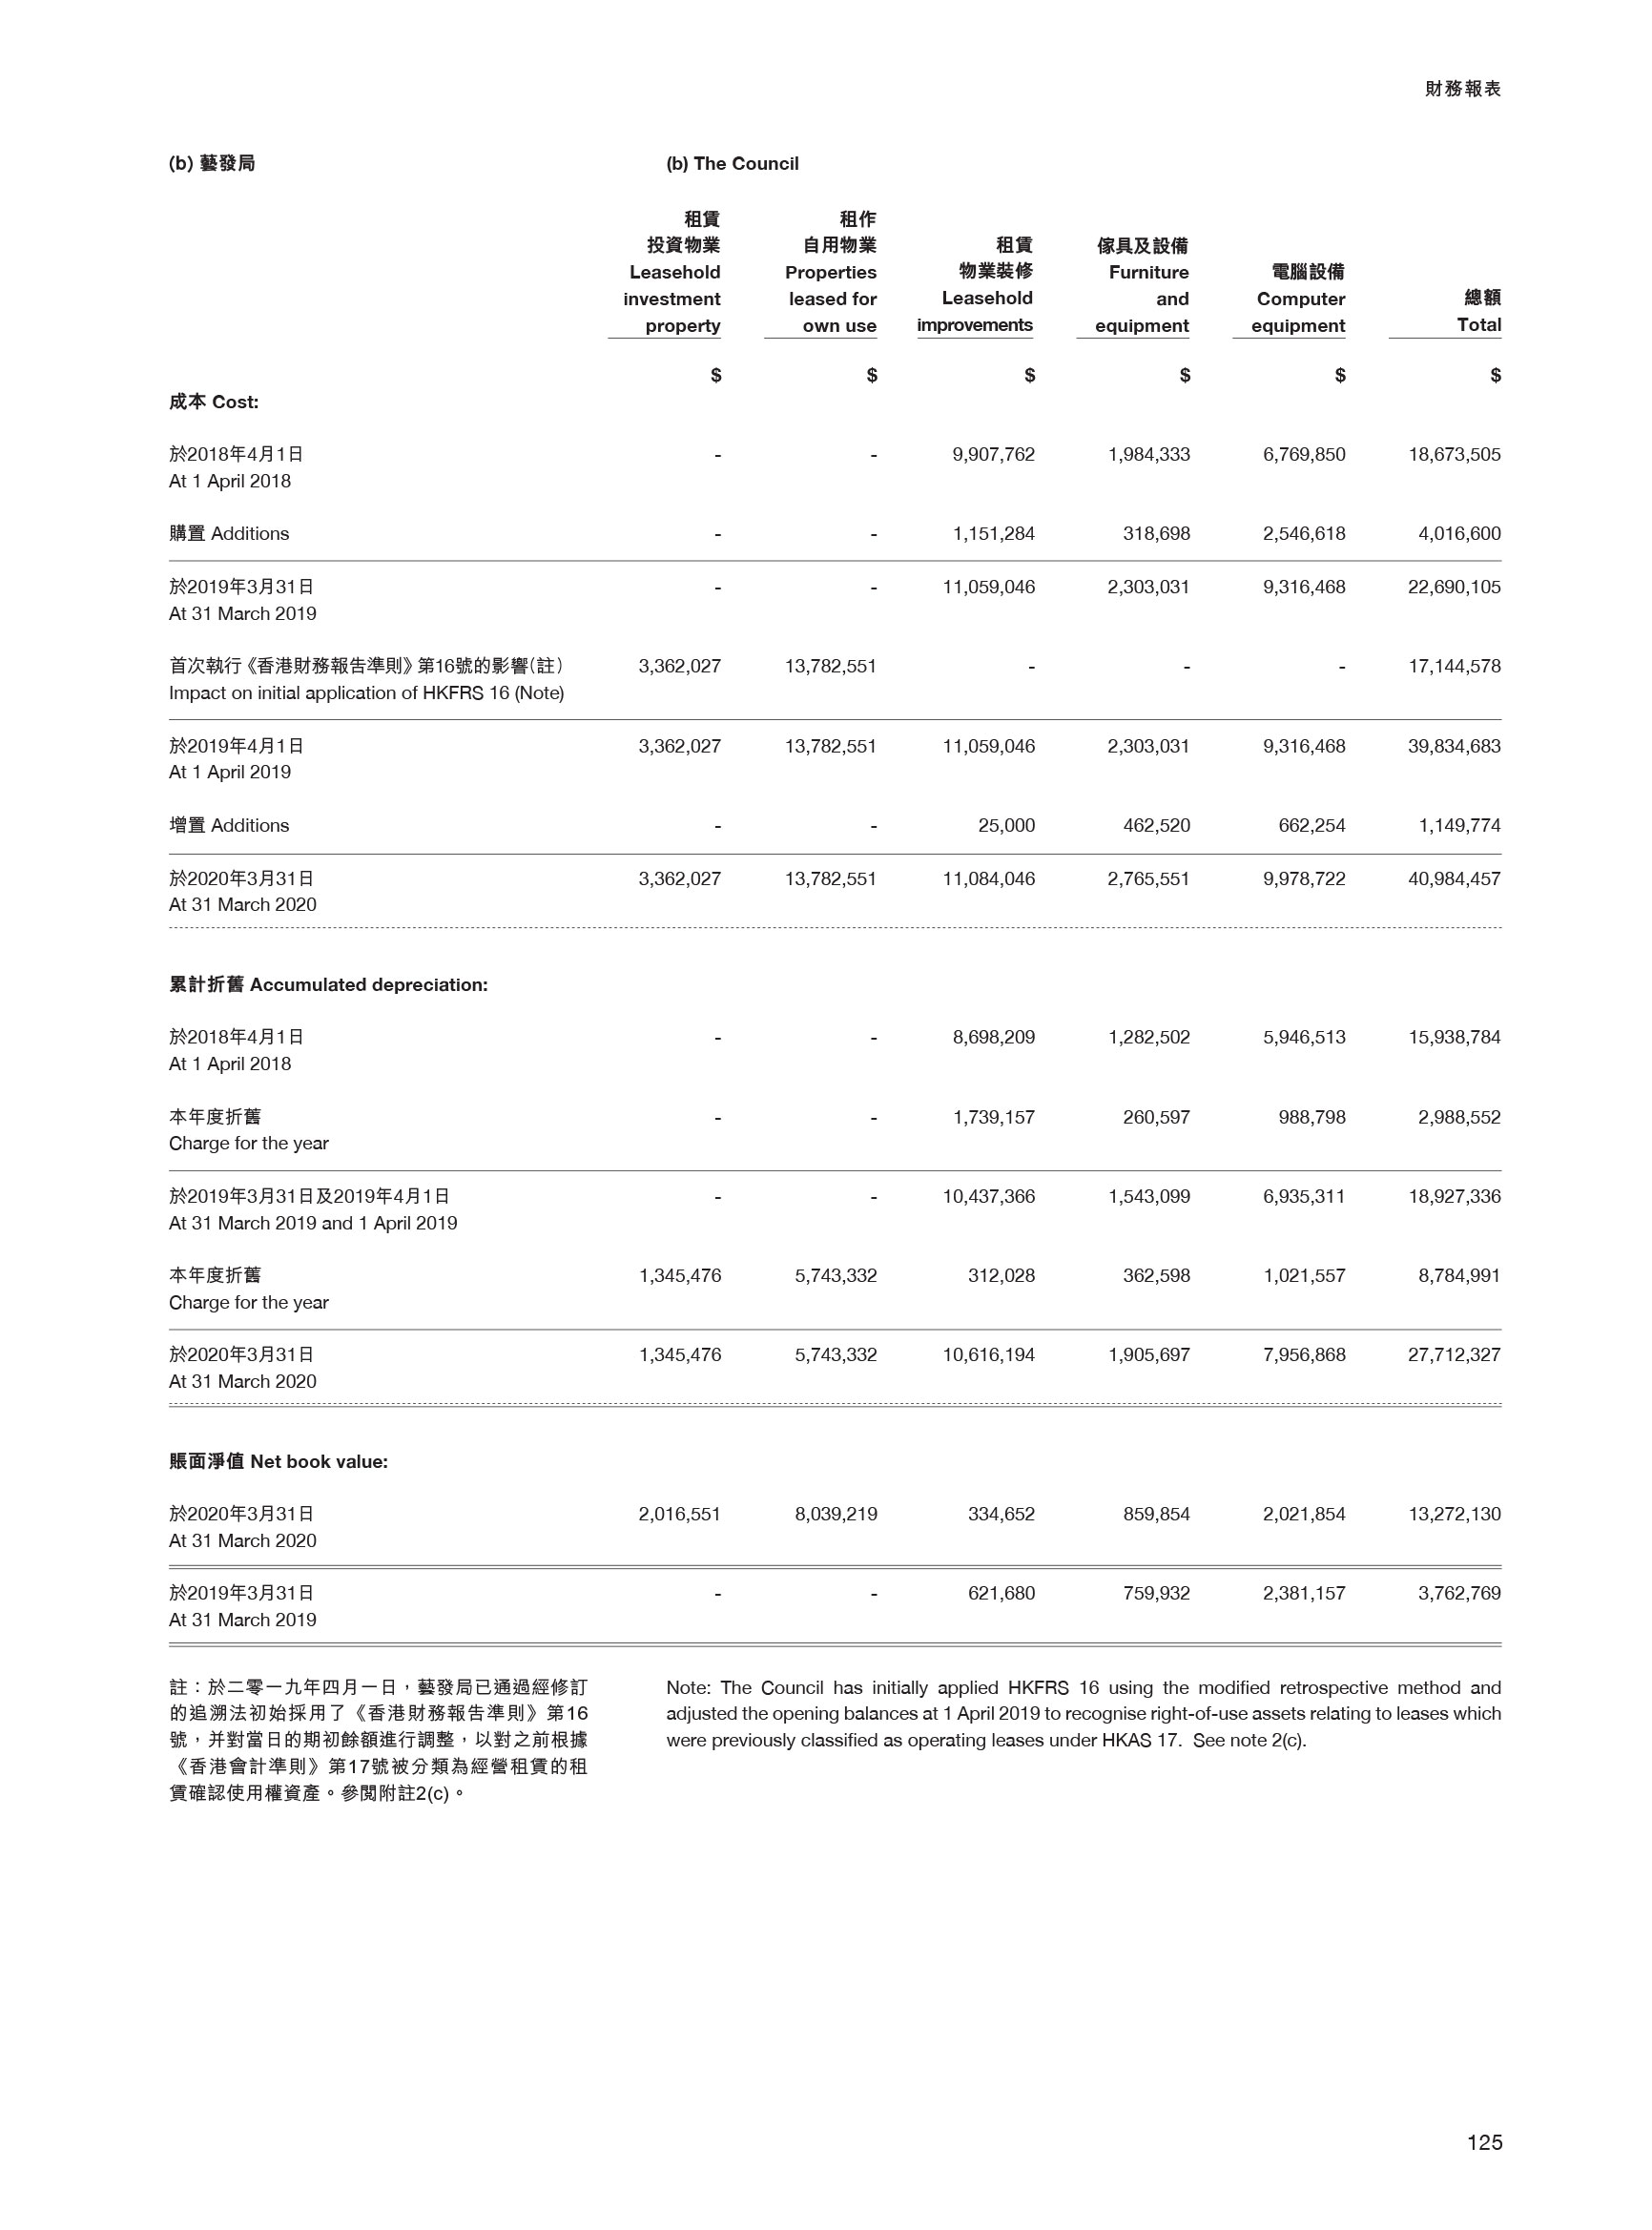 財務報表
(b) 藝發局
(b) The Council
租賃
投資物業
Leasehold
investment
property
租作
自用物業
Properties
leased for
own use
租賃
物業裝修
Leasehold
improvements
傢具及設備
Furniture
and
equipment
電腦設備
Computer
equipment
總額
Total
$ $ $ $ $ $
成本 Cost:
於2018年4月1日 - - 9,907,762 1,984,333 6,769,850 18,673,505
At 1 April 2018
購置 Additions - - 1,151,284 318,698 2,546,618 4,016,600
於2019年3月31日 - - 11,059,046 2,303,031 9,316,468 22,690,105
At 31 March 2019
首次執行《香港財務報告準則》第16號的影響（註） 3,362,027 13,782,551 - - - 17,144,578
Impact on initial application of HKFRS 16 (Note)
於2019年4月1日 3,362,027 13,782,551 11,059,046 2,303,031 9,316,468 39,834,683
At 1 April 2019
增置 Additions - - 25,000 462,520 662,254 1,149,774
於2020年3月31日 3,362,027 13,782,551 11,084,046 2,765,551 9,978,722 40,984,457
At 31 March 2020
累計折舊 Accumulated depreciation:
於2018年4月1日 - - 8,698,209 1,282,502 5,946,513 15,938,784
At 1 April 2018
本年度折舊 - - 1,739,157 260,597 988,798 2,988,552
Charge for the year
於2019年3月31日及2019年4月1日 - - 10,437,366 1,543,099 6,935,311 18,927,336
At 31 March 2019 and 1 April 2019
本年度折舊 1,345,476 5,743,332 312,028 362,598 1,021,557 8,784,991
Charge for the year
於2020年3月31日 1,345,476 5,743,332 10,616,194 1,905,697 7,956,868 27,712,327
At 31 March 2020
賬面淨值 Net book value:
於2020年3月31日 2,016,551 8,039,219 334,652 859,854 2,021,854 13,272,130
At 31 March 2020
於2019年3月31日 - - 621,680 759,932 2,381,157 3,762,769
At 31 March 2019
註：於二零一九年四月一日，藝發局已通過經修訂
的追溯法初始採用了《香港財務報告準則》第16
號，并對當日的期初餘額進行調整，以對之前根據
《香港會計準則》第17號被分類為經營租賃的租
賃確認使用權資產。參閱附註2(c)。
Note: The Council has initially applied HKFRS 16 using the modified retrospective method and
adjusted the opening balances at 1 April 2019 to recognise right-of-use assets relating to leases which
were previously classified as operating leases under HKAS 17. See note 2(c).
125